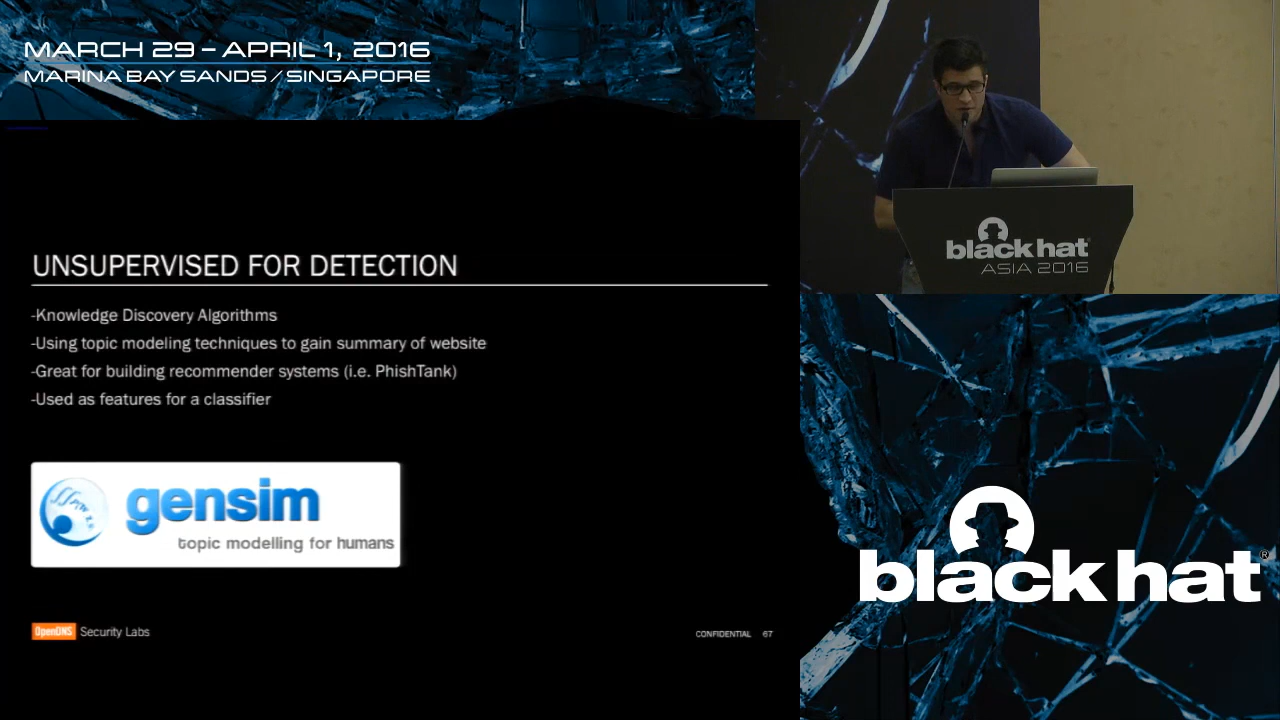 MARCH 29 – APRIL 1, 2016
MARINA BAY SANDS / SINGAPORE
UNSUPERVISED FOR DETECTION
-Knowledge Discovery Algorithms
-Using topic modeling techniques to gain summary of website
-Great for building recommender systems (i.e. PhishTank)
-Used as features for a classifier
gensim
topic modelling for humans
OpenDNS Security Labs
CONFIDENTIAL 67
black hat
ASIA 2016
black hat®